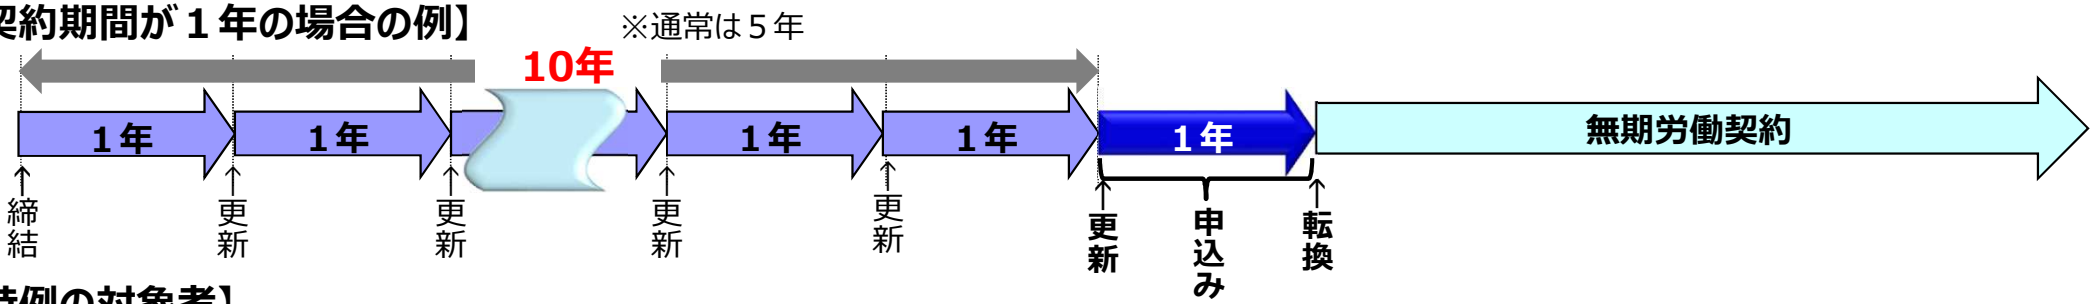 契約期間が１年の場合の例】
※通常は５年
10年
１年
１年
１年
１年
１年
無期労働契約
締結
更新
更新
更新
更新
更新
申込み
転換
特例の対象者】